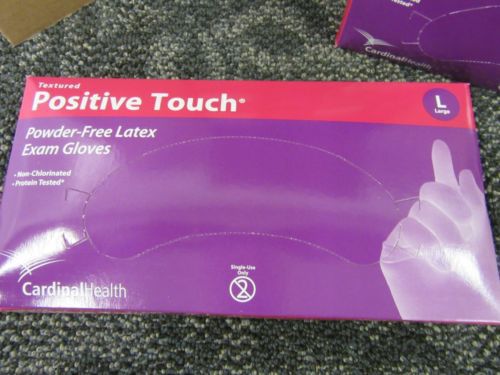 Textured
Positive Touch®
Powder-Free Latex
Exam Gloves
• Non-Chlorinated
• Protein Tested*
L
Large
CardinalHealth
Single-Use
Only
2
Tested*
CardinalHealth